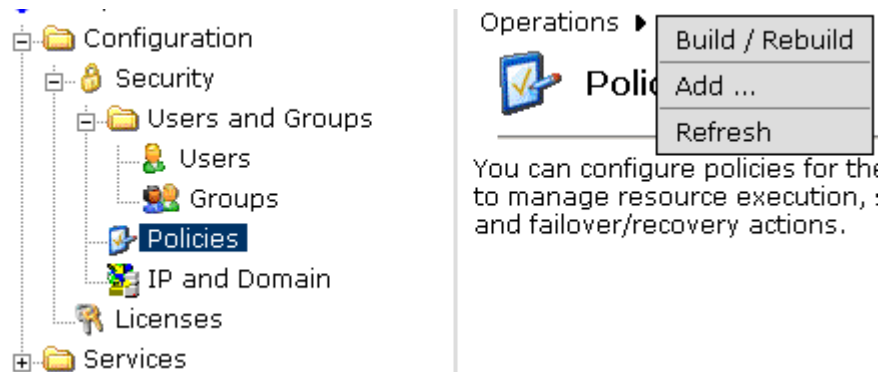 Configuration
Security
Users and Groups
Users
Groups
Policies
IP and Domain
Licenses
Services
Operations
Build / Rebuild
Add ...
Refresh
You can configure policies for the
to manage resource execution,
and failover/recovery actions.